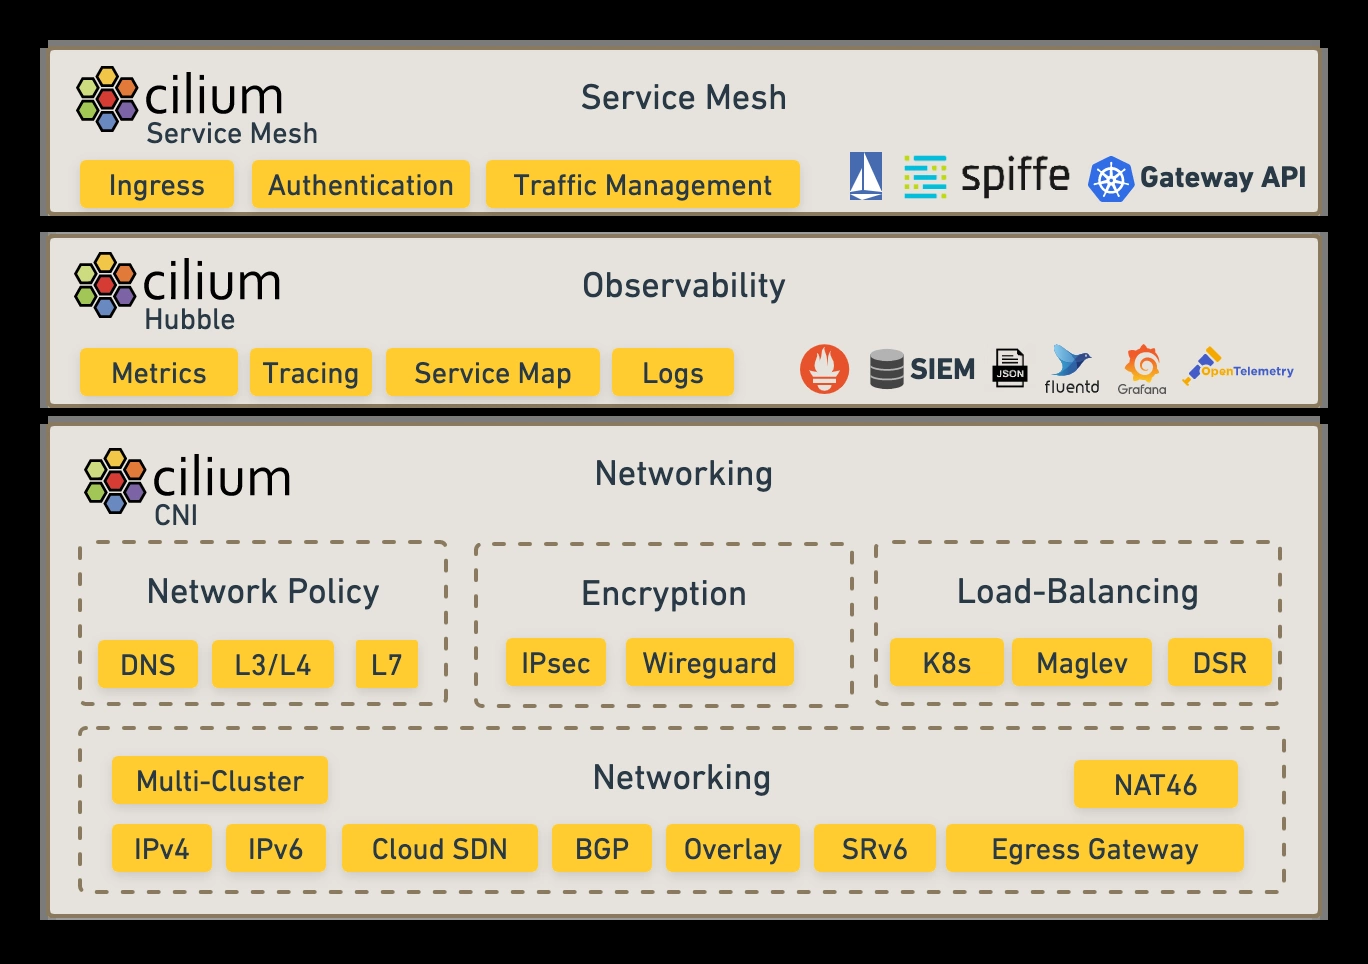 cilium
Service Mesh
Service Mesh
Ingress
Authentication
Traffic Management
spiffe
Gateway API
cilium
Hubble
Observability
Metrics
Tracing
Service Map
Logs
SIEM
JSON
fluentd
Grafana
OpenTelemetry
cilium
CNI
Networking
Network Policy
DNS
L3/L4
L7
Encryption
IPsec
Wireguard
Load-Balancing
K8s
Maglev
DSR
Multi-Cluster
Networking
NAT46
IPv4
IPv6
Cloud SDN
BGP
Overlay
SRv6
Egress Gateway